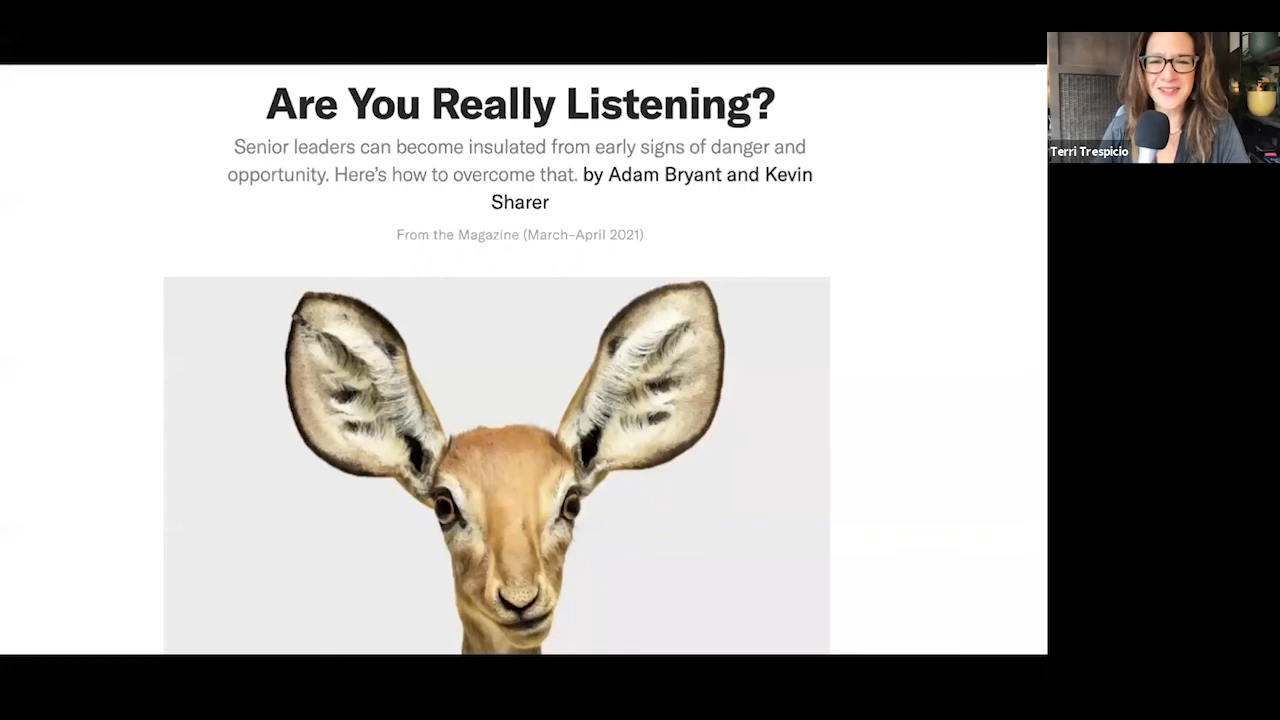 Are You Really Listening?
Senior leaders can become insulated from early signs of danger and
opportunity. Here's how to overcome that. by Adam Bryant and Kevin
Sharer
From the Magazine (March–April 2021)
Terri Trespicio